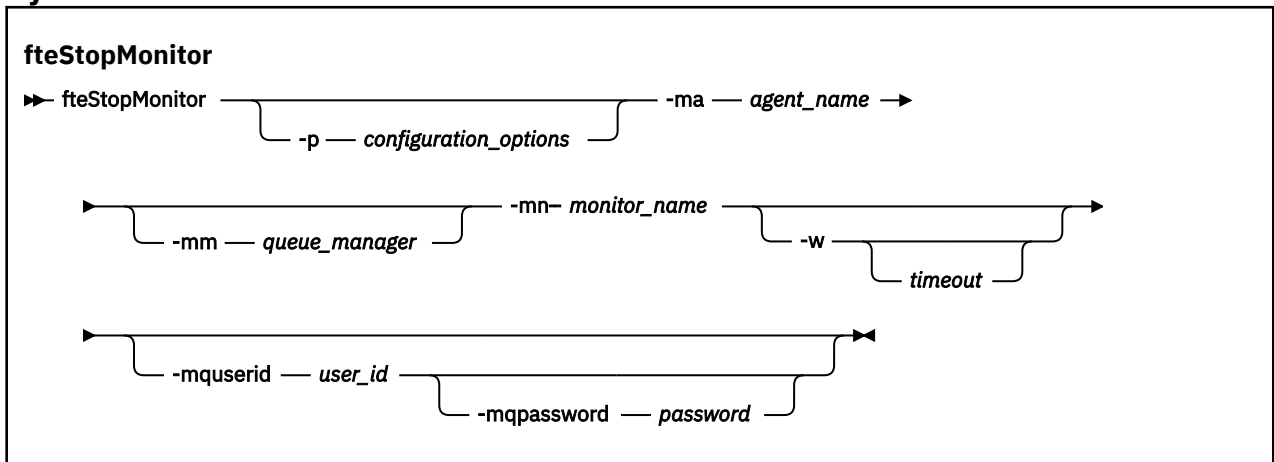 fteStopMonitor
fteStopMonitor -ma agent_name
-p configuration_options
-mn monitor_name
-mm queue_manager -w
timeout
-mquserid user_id
-mqpassword password